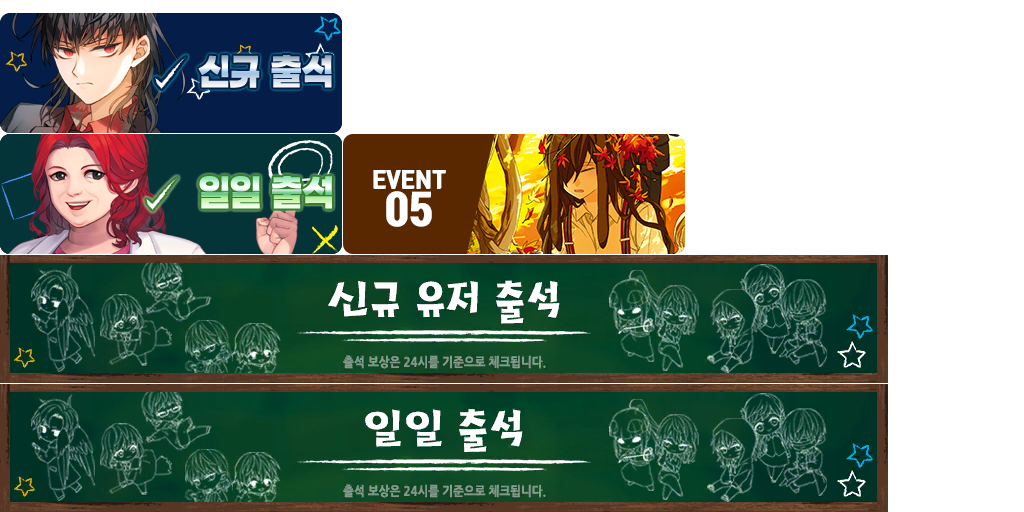 신규 출석
일일 출석
EVENT
05
신규 유저 출석
출석 보상은 24시를 기준으로 체크됩니다.
일일 출석
출석 보상은 24시를 기준으로 체크됩니다.